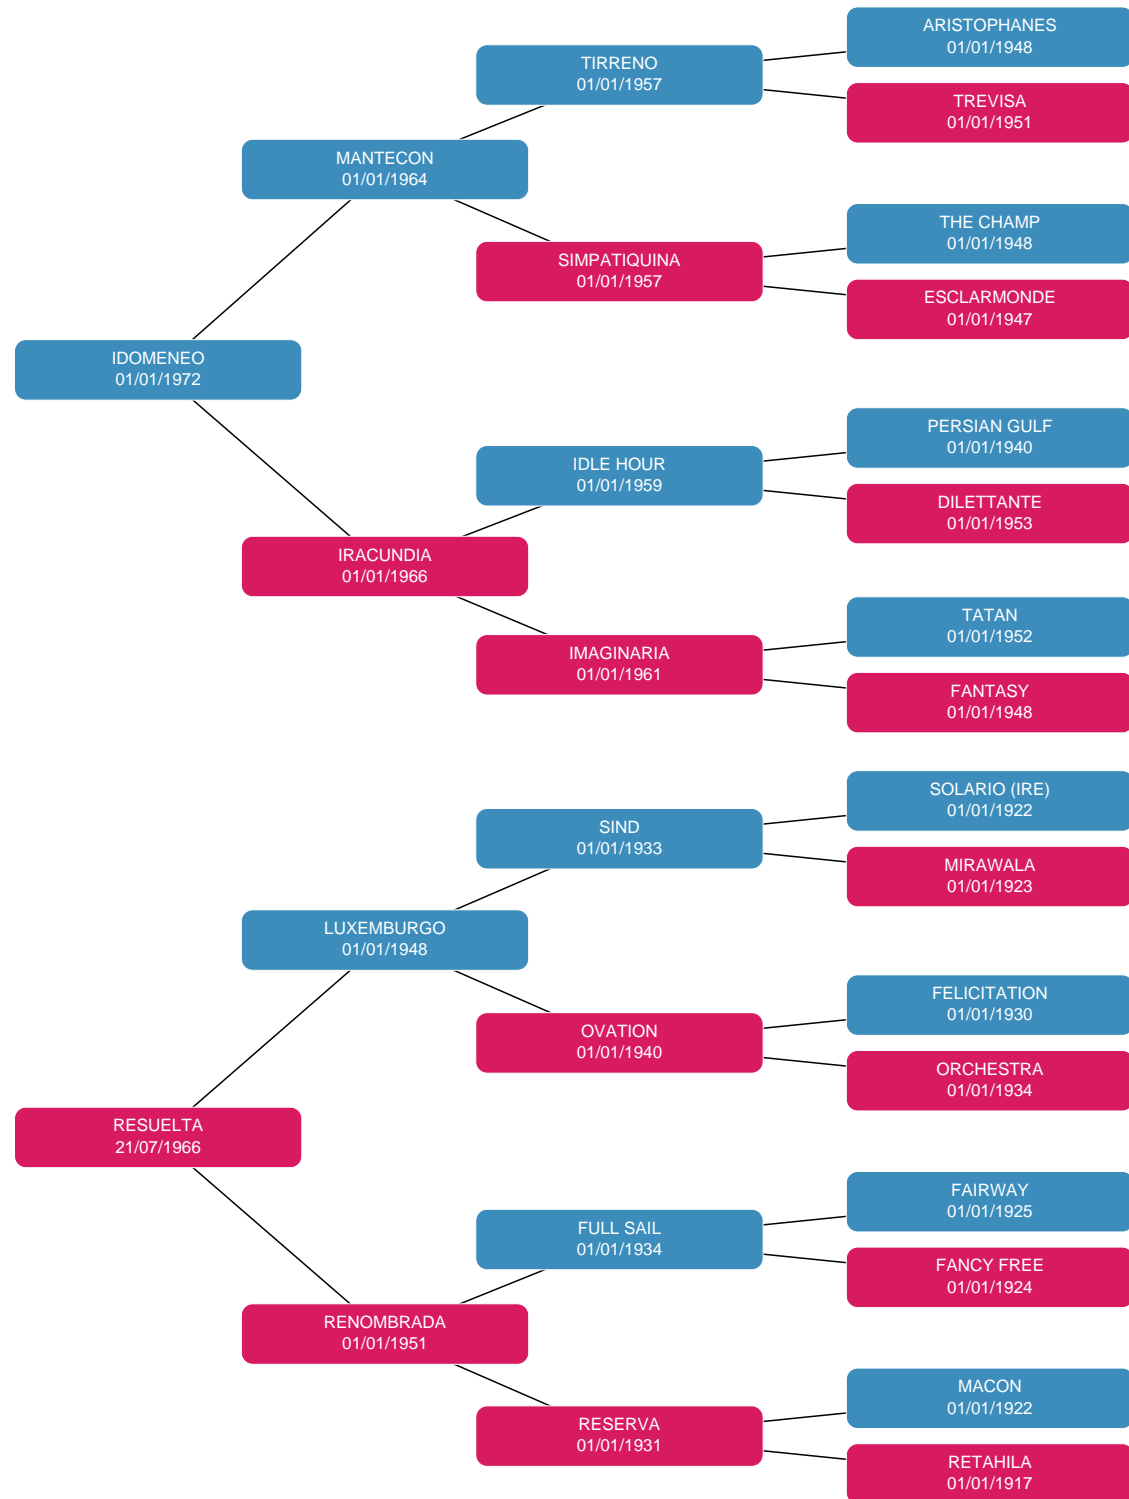 ARISTOPHANES
01/01/1948
TIRRENO
01/01/1957
TREVISA
01/01/1951
MANTECON
01/01/1964
THE CHAMP
01/01/1948
SIMPATIQUINA
01/01/1957
ESCLARMONDE
01/01/1947
IDOMENEO
01/01/1972
PERSIAN GULF
01/01/1940
IDLE HOUR
01/01/1959
DILETTANTE
01/01/1953
IRACUNDIA
01/01/1966
TATAN
01/01/1952
IMAGINARIA
01/01/1961
FANTASY
01/01/1948
SOLARIO (IRE)
01/01/1922
SIND
01/01/1933
MIRAWALA
01/01/1923
LUXEMBURGO
01/01/1948
FELICITATION
01/01/1930
OVATION
01/01/1940
ORCHESTRA
01/01/1934
RESUELTA
21/07/1966
FAIRWAY
01/01/1925
FULL SAIL
01/01/1934
FANCY FREE
01/01/1924
RENOMBRADA
01/01/1951
MACON
01/01/1922
RESERVA
01/01/1931
RETAHILA
01/01/1917